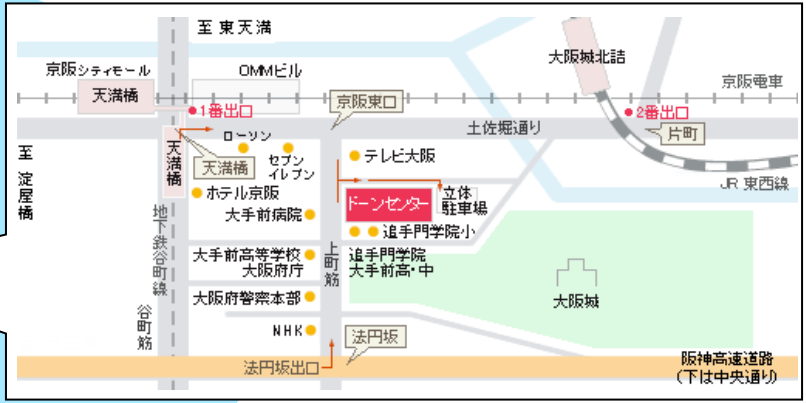 至 東天満
大阪城北詰
京阪シティモール
OMMビル
京阪電車
天満橋
1番出口
京阪東口
2番出口
土佐堀通り
片町
ローソン
至 淀屋橋
天満橋
天満橋
セブン
イレブン
テレビ大阪
JR 東西線
ホテル京阪
ドーンセンター
立体
駐車場
大手前病院
追手門学院小
地下鉄谷町線
上町筋
大手前高等学校
大阪府庁
追手門学院
大手前高・中
大阪府警察本部
大阪城
谷町筋
NHK
法円坂
法円坂出口
阪神高速道路
(下は中央通り)